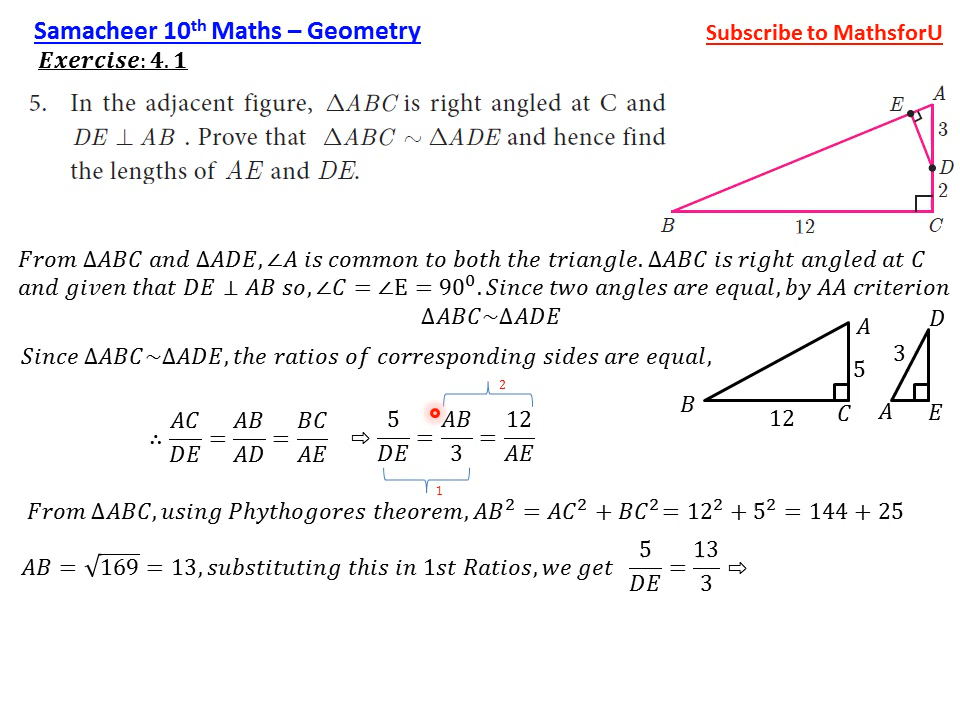 Samacheer 10th Maths – Geometry
Subscribe to MathsforU
Exercise: 4.1
5. In the adjacent figure, ΔABC is right angled at C and
DE ⊥ AB . Prove that ΔABC ~ ΔADE and hence find
the lengths of AE and DE.
E A
3
D
2
B 12 C
From ΔABC and ΔADE, ∠A is common to both the triangle. ΔABC is right angled at C
and given that DE ⊥ AB so, ∠C = ∠E = 90⁰. Since two angles are equal, by AA criterion
ΔABC~ΔADE
Since ΔABC~ΔADE, the ratios of corresponding sides are equal,
A
5
B 12 C
D
3
A E
∴ AC/DE = AB/AD = BC/AE ⇨ 5/DE = AB/3 = 12/AE
2
1
From ΔABC, using Phythogores theorem, AB² = AC² + BC² = 12² + 5² = 144 + 25
AB = √169 = 13, substituting this in 1st Ratios, we get 5/DE = 13/3 ⇨